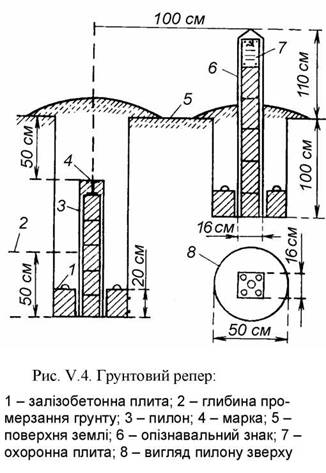 100 см
7
6
5
110 см
50 см
4
3
100 см
2
1
50 см
20 см
16 см
8
16 см
50 см
Рис. V.4. Грунтовий репер:
1 – залізобетонна плита; 2 – глибина про-
мерзання грунту; 3 – пилон; 4 – марка; 5 –
поверхня землі; 6 – опізнавальний знак; 7 –
охоронна плита; 8 – вигляд пилону зверху